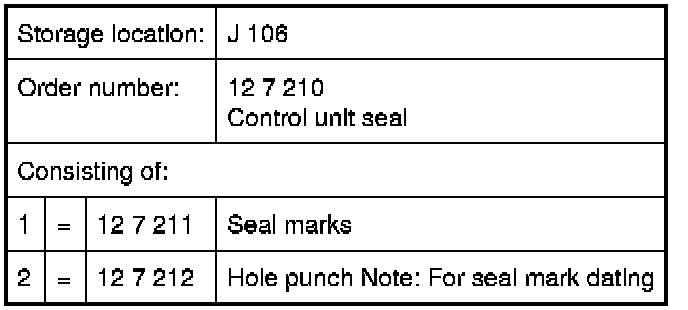 Storage location: J 106
Order number: 12 7 210
Control unit seal
Consisting of:
1 = 12 7 211 Seal marks
2 = 12 7 212 Hole punch Note: For seal mark dating